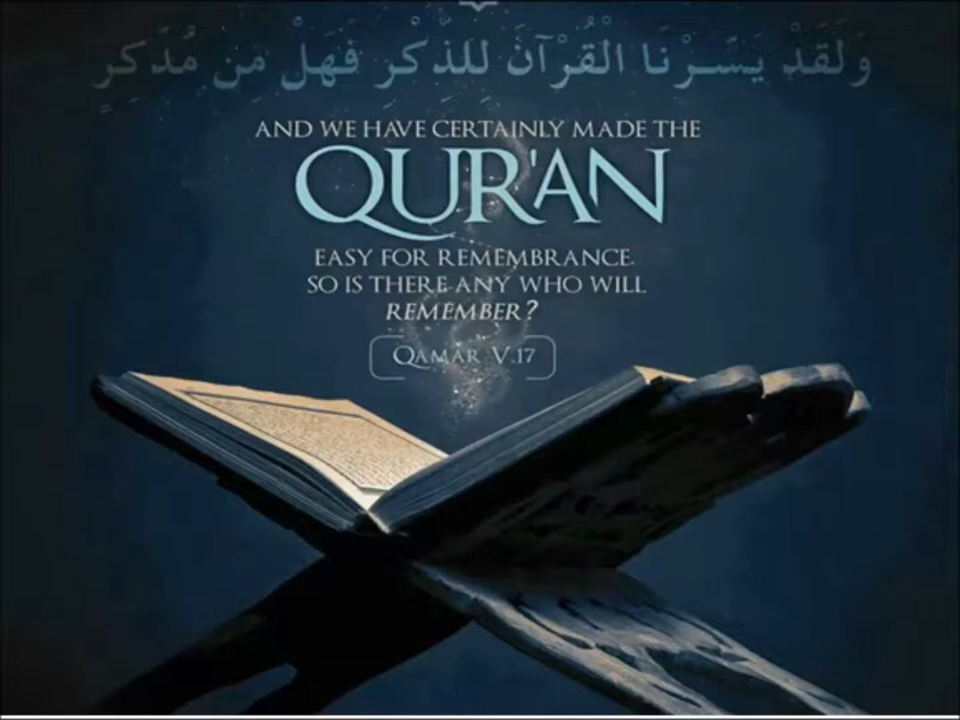 وَلَقَدْ يَسَّرْنَا الْقُرْآنَ لِلذِّكْرِ فَهَلْ مِن مُّدَّكِرٍ
AND WE HAVE CERTAINLY MADE THE
QUR'AN
EASY FOR REMEMBRANCE.
SO IS THERE ANY WHO WILL
REMEMBER?
QAMAR V.17